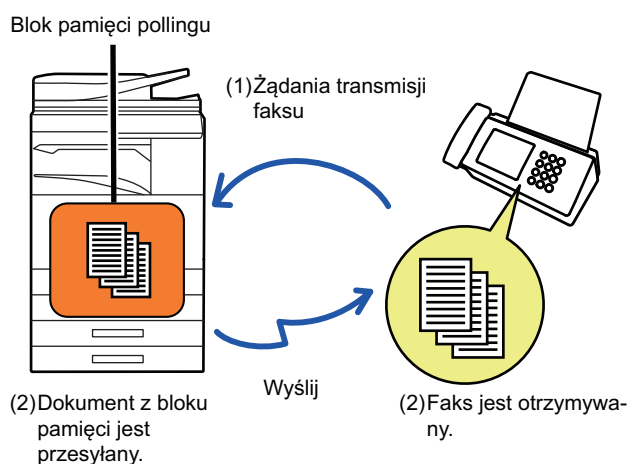 Blok pamięci pollingu
(1)Żądania transmisji
faksu
Wyślij
(2)Dokument z bloku
pamięci jest
przesyłany.
(2)Faks jest otrzymywa-
ny.